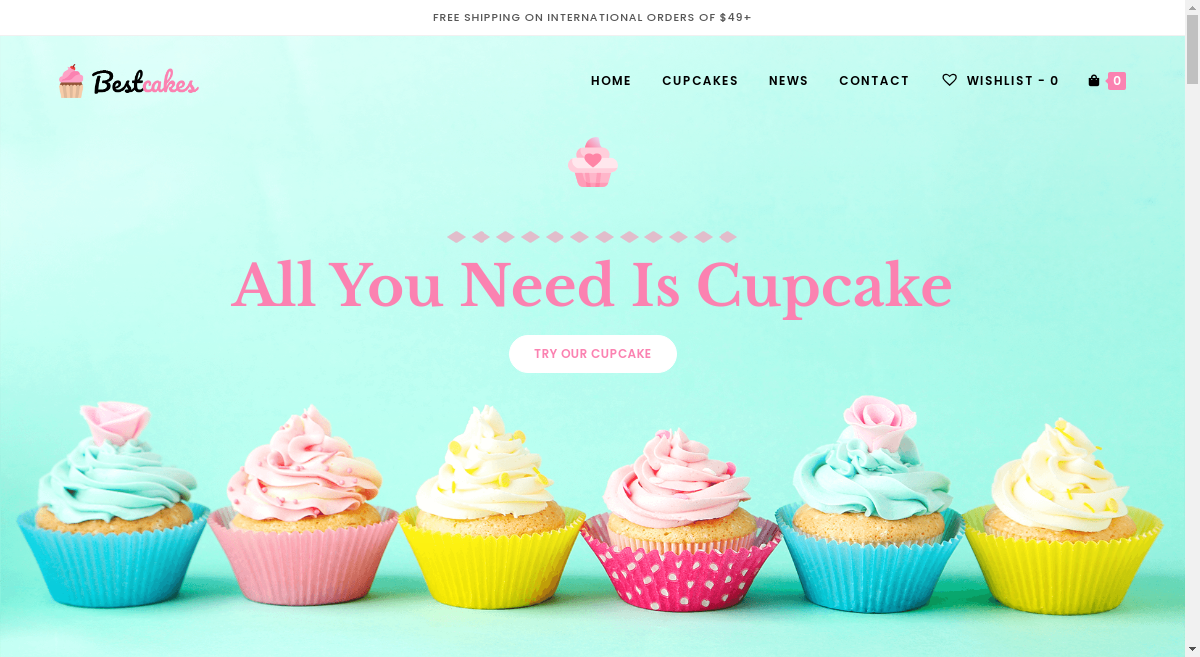 FREE SHIPPING ON INTERNATIONAL ORDERS OF $49+
Bestcakes
HOME
CUPCAKES
NEWS
CONTACT
WISHLIST - 0
0
All You Need Is Cupcake
TRY OUR CUPCAKE